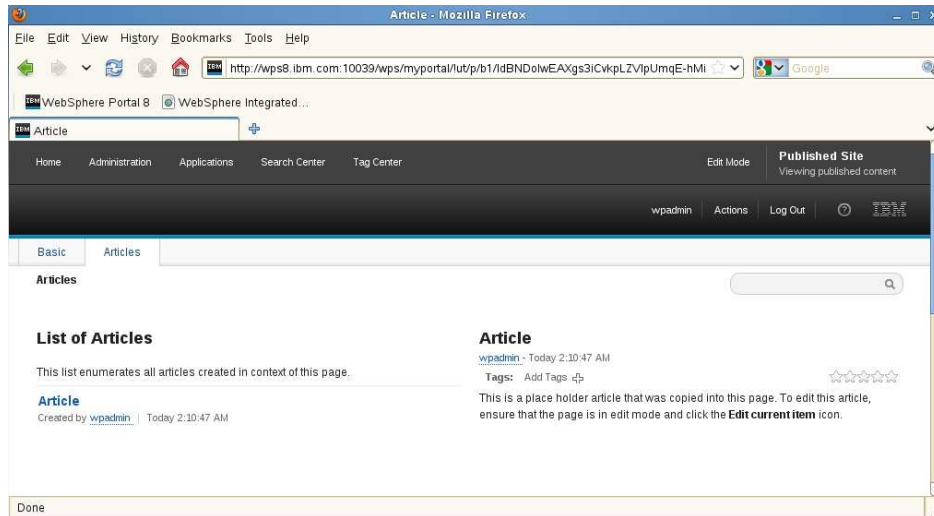 Article - Mozilla Firefox
File Edit View History Bookmarks Tools Help
http://wps8.ibm.com:10039/wps/myportal/!ut/p/b1/ldBNDolwEAXgs3iCvkpLZVlpUmqE-hMi
Google
WebSphere Portal 8 WebSphere Integrated...
Article
Home Administration Applications Search Center Tag Center Edit Mode Published Site
Viewing published content
wpadmin Actions Log Out ? IBM
Basic Articles
Articles
List of Articles
This list enumerates all articles created in context of this page.
Article
Created by wpadmin | Today 2:10:47 AM
Article
wpadmin - Today 2:10:47 AM
Tags: Add Tags
This is a place holder article that was copied into this page. To edit this article,
ensure that the page is in edit mode and click the Edit current item icon.
Done